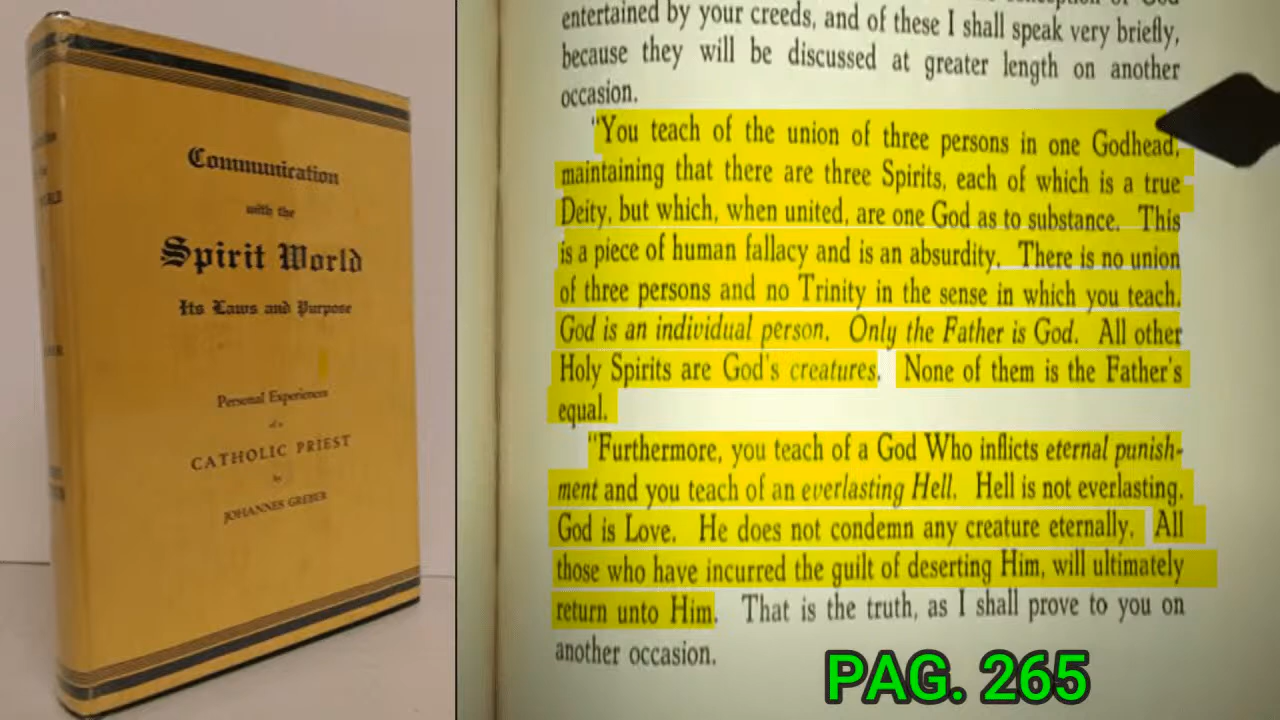 Communication
with the
Spirit World
Its Laws and Purpose
Personal Experiences
of a
CATHOLIC PRIEST
by
JOHANNES GREBER
entertained by your creeds, and of these I shall speak very briefly,
because they will be discussed at greater length on another
occasion.
"You teach of the union of three persons in one Godhead,
maintaining that there are three Spirits, each of which is a true
Deity, but which, when united, are one God as to substance. This
is a piece of human fallacy and is an absurdity. There is no union
of three persons and no Trinity in the sense in which you teach.
God is an individual person. Only the Father is God. All other
Holy Spirits are God's creatures. None of them is the Father's
equal.
"Furthermore, you teach of a God Who inflicts eternal punish-
ment and you teach of an everlasting Hell. Hell is not everlasting.
God is Love. He does not condemn any creature eternally. All
those who have incurred the guilt of deserting Him, will ultimately
return unto Him. That is the truth, as I shall prove to you on
another occasion.
PAG. 265